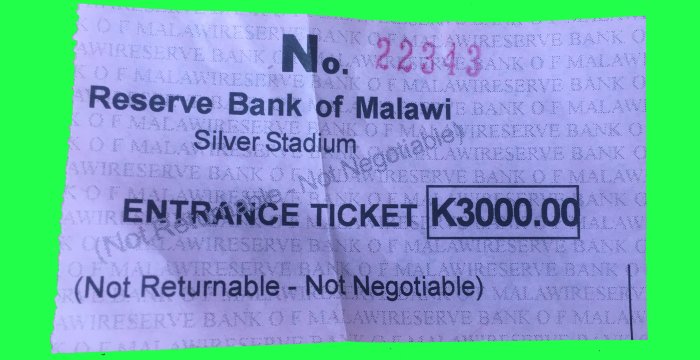 No. 22343
Reserve Bank of Malawi
Silver Stadium
(Not Returnable - Not Negotiable)
ENTRANCE TICKET K3000.00
(Not Returnable - Not Negotiable)